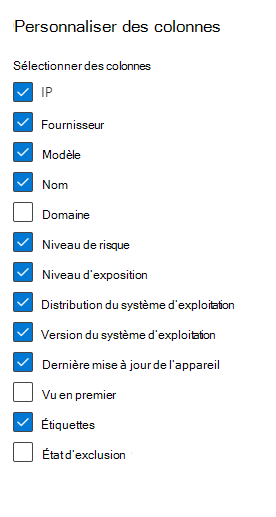 Personnaliser des colonnes
Sélectionner des colonnes
IP
Fournisseur
Modèle
Nom
Domaine
Niveau de risque
Niveau d'exposition
Distribution du système d'exploitation
Version du système d'exploitation
Dernière mise à jour de l'appareil
Vu en premier
Étiquettes
État d'exclusion